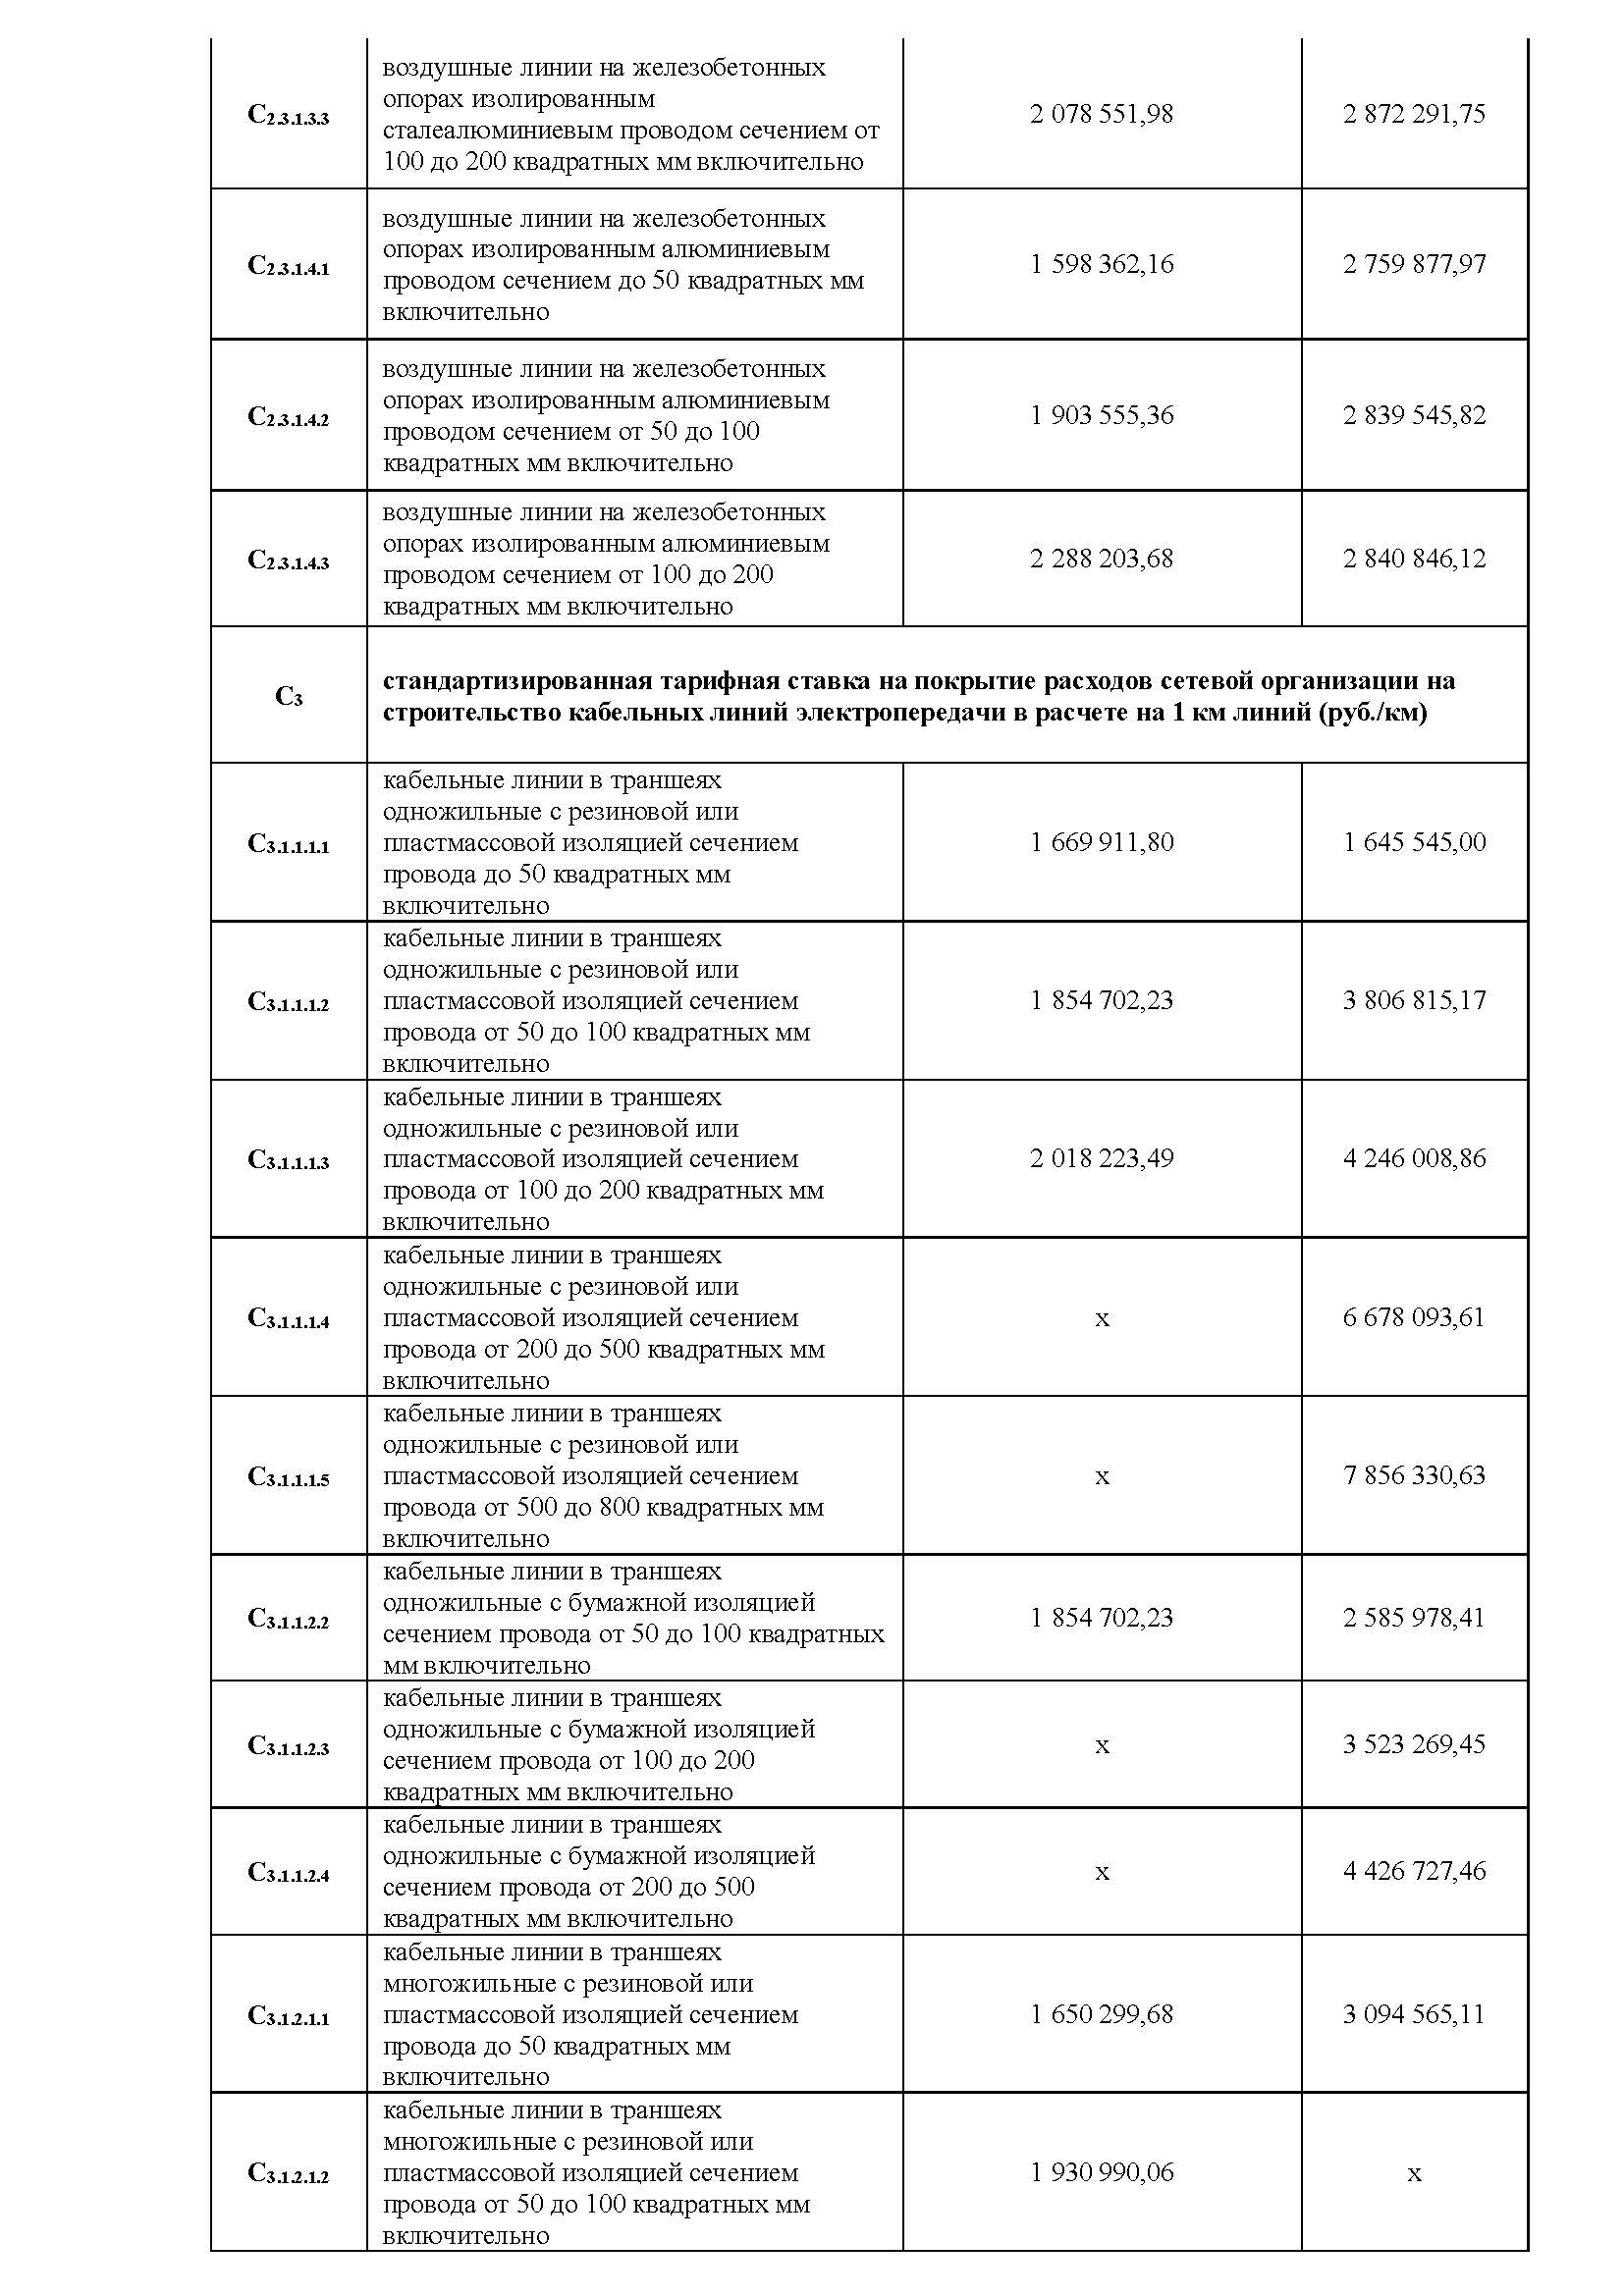 С2.3.1.3.3
воздушные линии на железобетонных
опорах изолированным
сталеалюминиевым проводом сечением от
100 до 200 квадратных мм включительно
2 078 551,98
2 872 291,75
С2.3.1.4.1
воздушные линии на железобетонных
опорах изолированным алюминиевым
проводом сечением до 50 квадратных мм
включительно
1 598 362,16
2 759 877,97
С2.3.1.4.2
воздушные линии на железобетонных
опорах изолированным алюминиевым
проводом сечением от 50 до 100
квадратных мм включительно
1 903 555,36
2 839 545,82
С2.3.1.4.3
воздушные линии на железобетонных
опорах изолированным алюминиевым
проводом сечением от 100 до 200
квадратных мм включительно
2 288 203,68
2 840 846,12
С3
стандартизированная тарифная ставка на покрытие расходов сетевой организации на
строительство кабельных линий электропередачи в расчете на 1 км линий (руб./км)
С3.1.1.1.1
кабельные линии в траншеях
одножильные с резиновой или
пластмассовой изоляцией сечением
провода до 50 квадратных мм
включительно
1 669 911,80
1 645 545,00
С3.1.1.1.2
кабельные линии в траншеях
одножильные с резиновой или
пластмассовой изоляцией сечением
провода от 50 до 100 квадратных мм
включительно
1 854 702,23
3 806 815,17
С3.1.1.1.3
кабельные линии в траншеях
одножильные с резиновой или
пластмассовой изоляцией сечением
провода от 100 до 200 квадратных мм
включительно
2 018 223,49
4 246 008,86
С3.1.1.1.4
кабельные линии в траншеях
одножильные с резиновой или
пластмассовой изоляцией сечением
провода от 200 до 500 квадратных мм
включительно
х
6 678 093,61
С3.1.1.1.5
кабельные линии в траншеях
одножильные с резиновой или
пластмассовой изоляцией сечением
провода от 500 до 800 квадратных мм
включительно
х
7 856 330,63
С3.1.1.2.2
кабельные линии в траншеях
одножильные с бумажной изоляцией
сечением провода от 50 до 100 квадратных
мм включительно
1 854 702,23
2 585 978,41
С3.1.1.2.3
кабельные линии в траншеях
одножильные с бумажной изоляцией
сечением провода от 100 до 200
квадратных мм включительно
х
3 523 269,45
С3.1.1.2.4
кабельные линии в траншеях
одножильные с бумажной изоляцией
сечением провода от 200 до 500
квадратных мм включительно
х
4 426 727,46
С3.1.2.1.1
кабельные линии в траншеях
многожильные с резиновой или
пластмассовой изоляцией сечением
провода до 50 квадратных мм
включительно
1 650 299,68
3 094 565,11
С3.1.2.1.2
кабельные линии в траншеях
многожильные с резиновой или
пластмассовой изоляцией сечением
провода от 50 до 100 квадратных мм
включительно
1 930 990,06
х